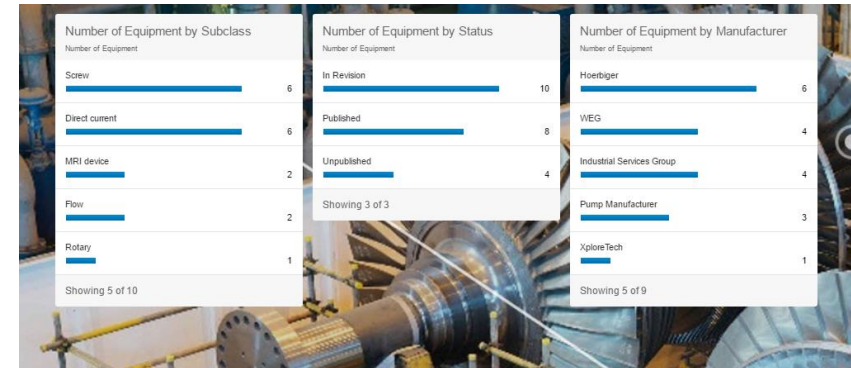 Number of Equipment by Subclass
Number of Equipment
Screw
6
Direct current
6
MRI device
2
Flow
2
Rotary
1
Showing 5 of 10
Number of Equipment by Status
Number of Equipment
In Revision
10
Published
8
Unpublished
4
Showing 3 of 3
Number of Equipment by Manufacturer
Number of Equipment
Hoerbiger
6
WEG
4
Industrial Services Group
4
Pump Manufacturer
3
XploreTech
1
Showing 5 of 9